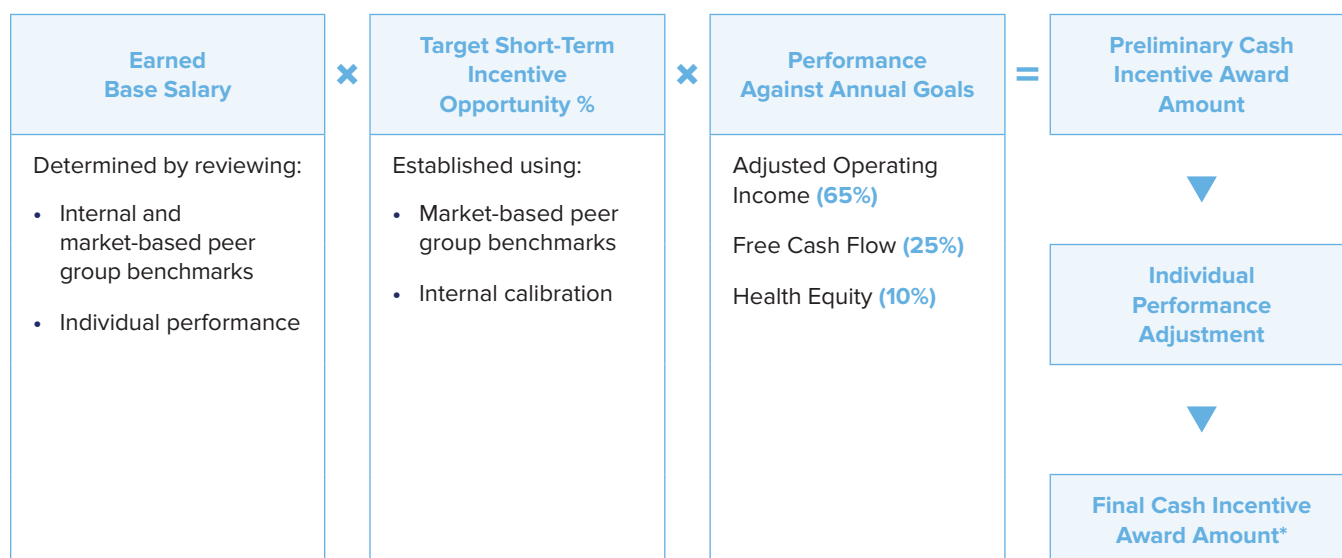 Earned
Base Salary
×
Target Short-Term
Incentive
Opportunity %
×
Performance
Against Annual Goals
=
Preliminary Cash
Incentive Award
Amount
Determined by reviewing:
• Internal and
market-based peer
group benchmarks
• Individual performance
Established using:
• Market-based peer
group benchmarks
• Internal calibration
Adjusted Operating
Income (65%)
Free Cash Flow (25%)
Health Equity (10%)
Individual
Performance
Adjustment
Final Cash Incentive
Award Amount*